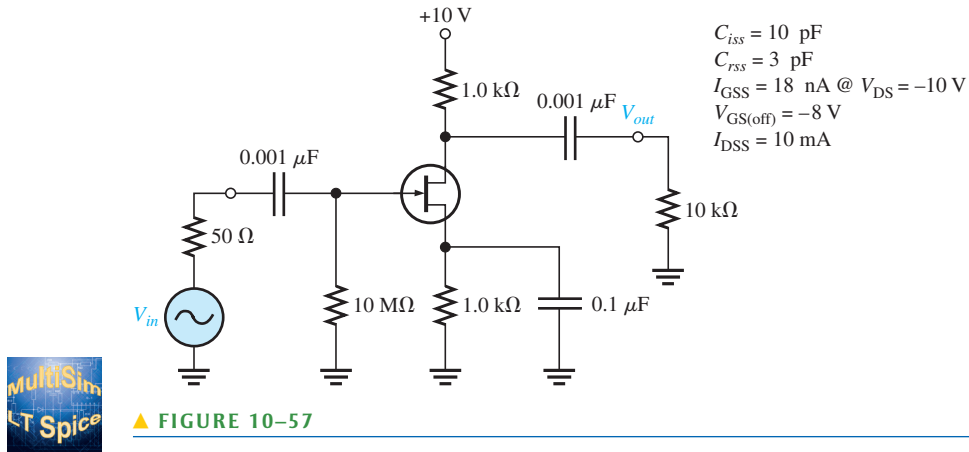 +10 V
1.0 kΩ
0.001 μF
V_out
C_iss = 10 pF
C_rss = 3 pF
I_GSS = 18 nA @ V_DS = –10 V
V_GS(off) = –8 V
I_DSS = 10 mA
0.001 μF
50 Ω
10 kΩ
V_in
10 MΩ
1.0 kΩ
0.1 μF
MultiSim
LT Spice
▲ FIGURE 10–57